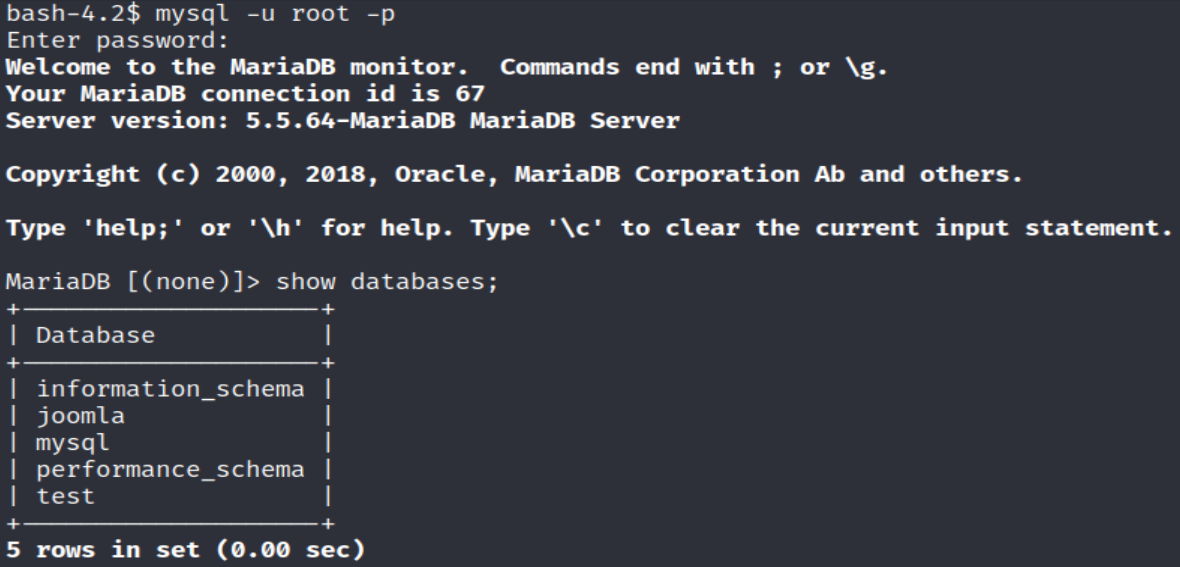 bash-4.2$ mysql -u root -p
Enter password:
Welcome to the MariaDB monitor.  Commands end with ; or \g.
Your MariaDB connection id is 67
Server version: 5.5.64-MariaDB MariaDB Server

Copyright (c) 2000, 2018, Oracle, MariaDB Corporation Ab and others.

Type 'help;' or '\h' for help. Type '\c' to clear the current input statement.

MariaDB [(none)]> show databases;
+--------------------+
| Database           |
+--------------------+
| information_schema |
| joomla             |
| mysql              |
| performance_schema |
| test               |
+--------------------+
5 rows in set (0.00 sec)